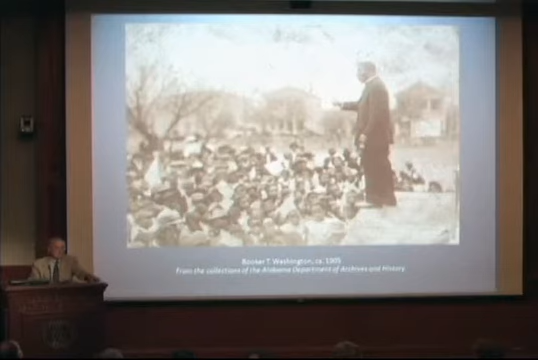 Booker T. Washington, ca. 1905
From the collections of the Alabama Department of Archives and History.